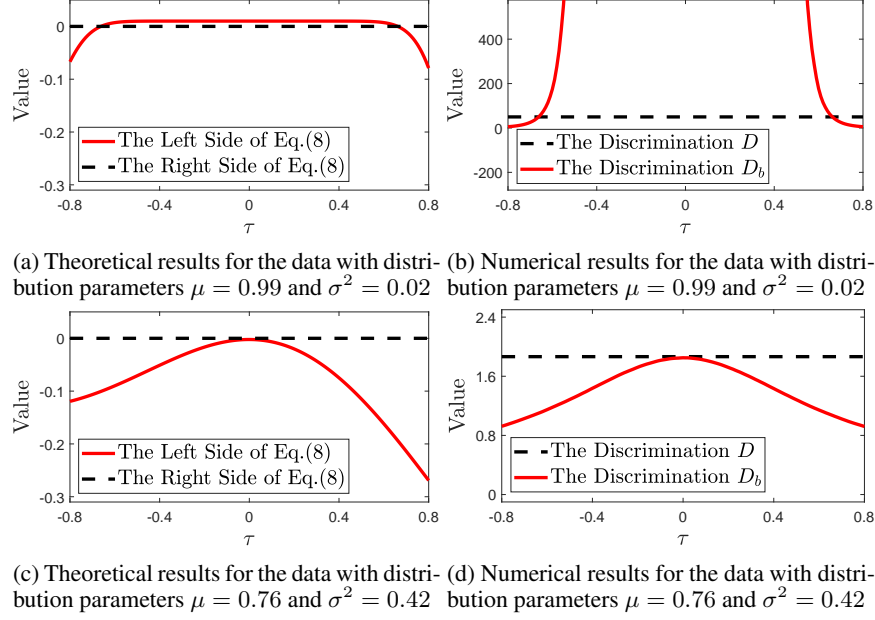 0
-0.1
-0.2
-0.3
Value
The Left Side of Eq.(8)
The Right Side of Eq.(8)
-0.8 -0.4 0 0.4 0.8
τ
400
200
0
-200
Value
The Discrimination D
The Discrimination D_b
-0.8 -0.4 0 0.4 0.8
τ
(a) Theoretical results for the data with distri-
bution parameters μ = 0.99 and σ² = 0.02
(b) Numerical results for the data with distri-
bution parameters μ = 0.99 and σ² = 0.02
0
-0.1
-0.2
-0.3
Value
The Left Side of Eq.(8)
The Right Side of Eq.(8)
-0.8 -0.4 0 0.4 0.8
τ
2.4
1.6
0.8
0
Value
The Discrimination D
The Discrimination D_b
-0.8 -0.4 0 0.4 0.8
τ
(c) Theoretical results for the data with distri-
bution parameters μ = 0.76 and σ² = 0.42
(d) Numerical results for the data with distri-
bution parameters μ = 0.76 and σ² = 0.42